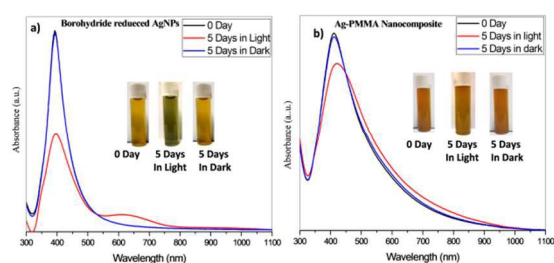 a)
Borohydride redueced AgNPs
0 Day
5 Days in Light
5 Days in Dark
0 Day
5 Days
In Light
5 Days
In Dark
Absorbance (a.u.)
300 400 500 600 700 800 900 1000 1100
Wavelength (nm)
b)
Ag-PMMA Nanocomposite
0 Day
5 Days in light
5 Days in dark
0 Day
5 Days
In Light
5 Days
In Dark
Absorbance (a.u.)
300 400 500 600 700 800 900 1000 1100
Wavelength (nm)